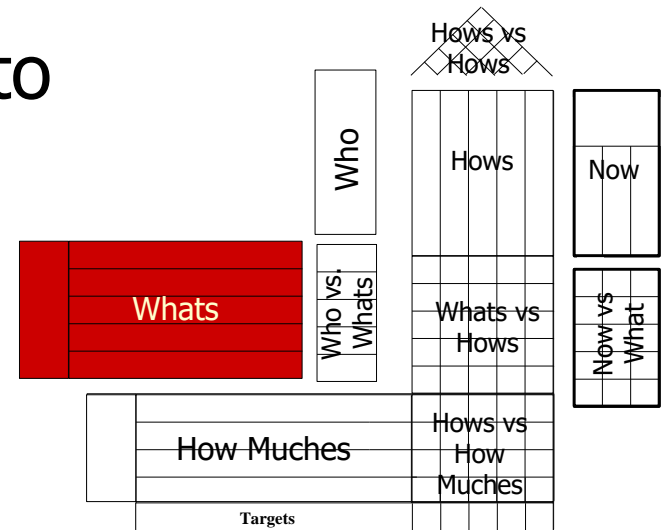 to
Hows vs
Hows
Who
Hows
Now
Whats
Who vs.
Whats
Whats vs
Hows
Now vs
What
How Muches
Hows vs
How
Muches
Targets